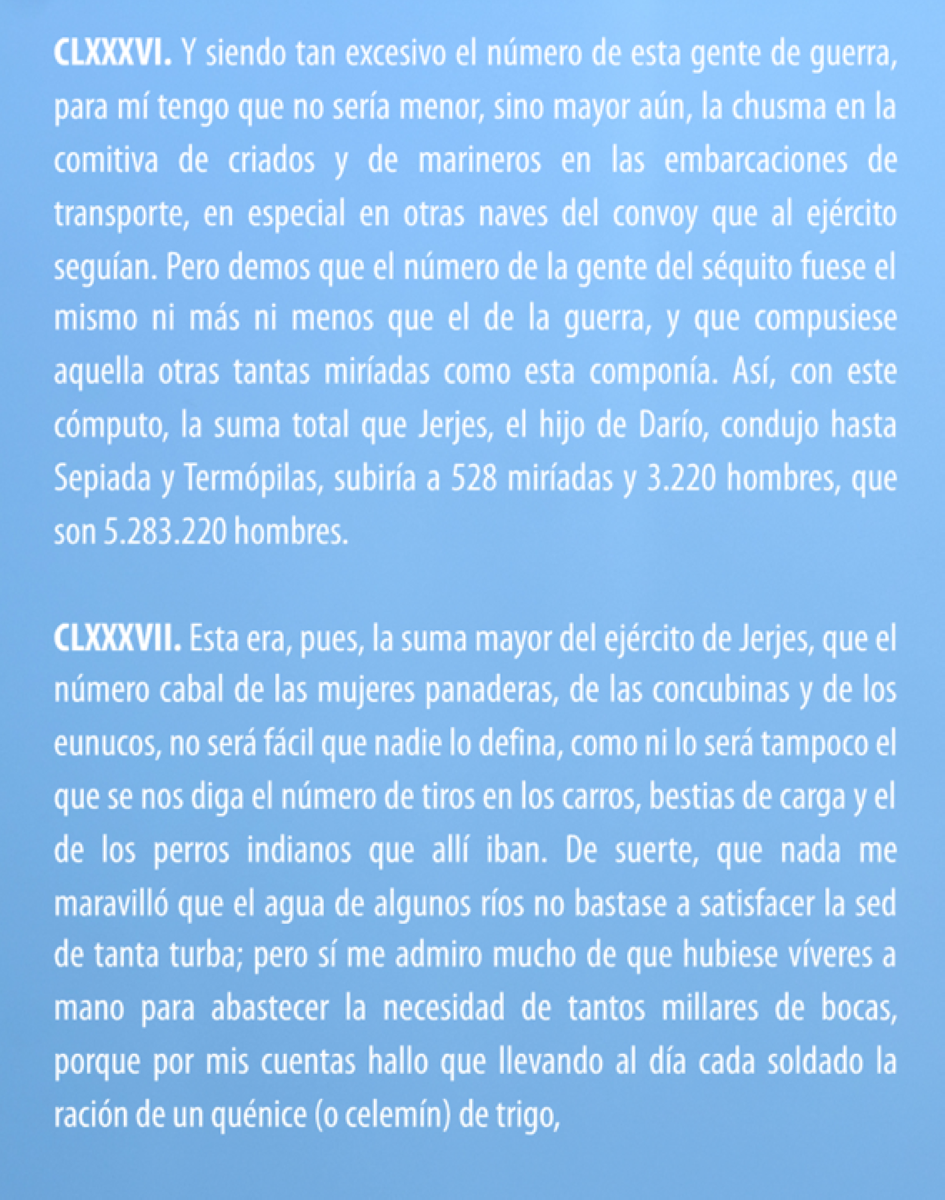 CLXXXVI. Y siendo tan excesivo el número de esta gente de guerra,
para mí tengo que no sería menor, sino mayor aún, la chusma en la
comitiva de criados y de marineros en las embarcaciones de
transporte, en especial en otras naves del convoy que al ejército
seguían. Pero demos que el número de la gente del séquito fuese el
mismo ni más ni menos que el de la guerra, y que compusiese
aquella otras tantas miríadas como esta componía. Así, con este
cómputo, la suma total que Jerjes, el hijo de Darío, condujo hasta
Sepiada y Termópilas, subiría a 528 miríadas y 3.220 hombres, que
son 5.283.220 hombres.
CLXXXVII. Esta era, pues, la suma mayor del ejército de Jerjes, que el
número cabal de las mujeres panaderas, de las concubinas y de los
eunucos, no será fácil que nadie lo defina, como ni lo será tampoco el
que se nos diga el número de tiros en los carros, bestias de carga y el
de los perros indianos que allí iban. De suerte, que nada me
maravilló que el agua de algunos ríos no bastase a satisfacer la sed
de tanta turba; pero sí me admiro mucho de que hubiese víveres a
mano para abastecer la necesidad de tantos millares de bocas,
porque por mis cuentas hallo que llevando al día cada soldado la
ración de un quénice (o celemín) de trigo,